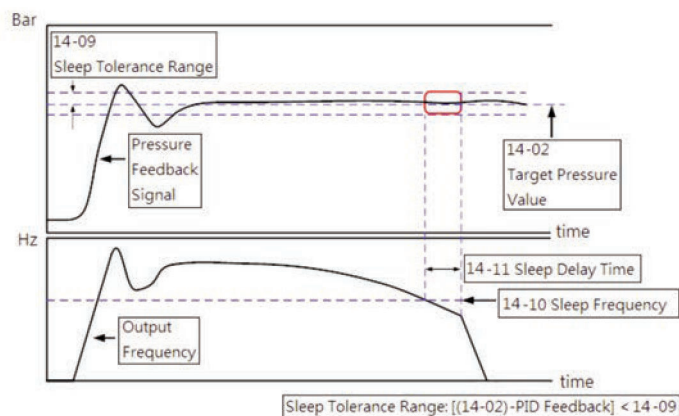 Bar
14-09
Sleep Tolerance Range
Pressure
Feedback
Signal
14-02
Target Pressure
Value
time
Hz
14-11 Sleep Delay Time
14-10 Sleep Frequency
Output
Frequency
time
Sleep Tolerance Range: [(14-02)-PID Feedback] < 14-09